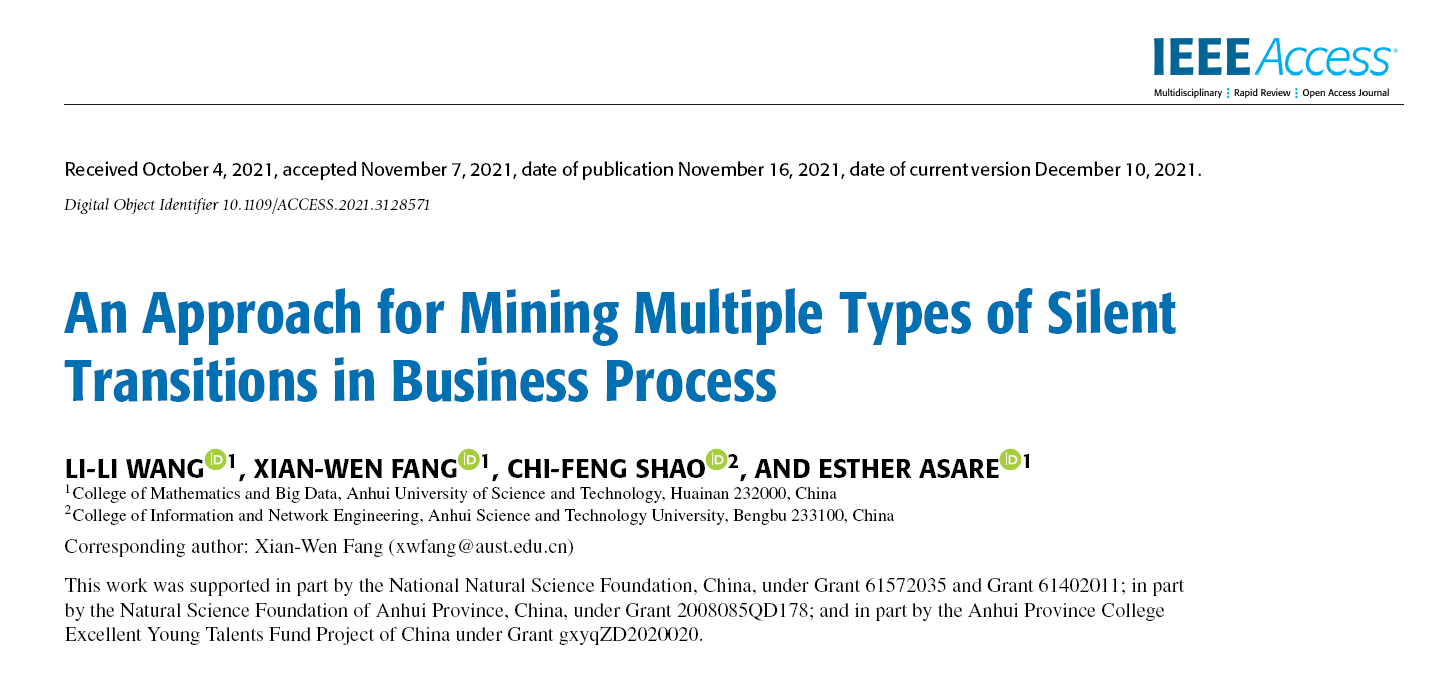 IEEE Access®
Multidisciplinary Rapid Review Open Access Journal
Received October 4, 2021, accepted November 7, 2021, date of publication November 16, 2021, date of current version December 10, 2021.
Digital Object Identifier 10.1109/ACCESS.2021.3128571
An Approach for Mining Multiple Types of Silent
Transitions in Business Process
LI-LI WANG iD 1, XIAN-WEN FANG iD 1, CHI-FENG SHAO iD 2, AND ESTHER ASARE iD 1
1College of Mathematics and Big Data, Anhui University of Science and Technology, Huainan 232000, China
2College of Information and Network Engineering, Anhui Science and Technology University, Bengbu 233100, China
Corresponding author: Xian-Wen Fang (xwfang@aust.edu.cn)
This work was supported in part by the National Natural Science Foundation, China, under Grant 61572035 and Grant 61402011; in part
by the Natural Science Foundation of Anhui Province, China, under Grant 2008085QD178; and in part by the Anhui Province College
Excellent Young Talents Fund Project of China under Grant gxyqZD2020020.